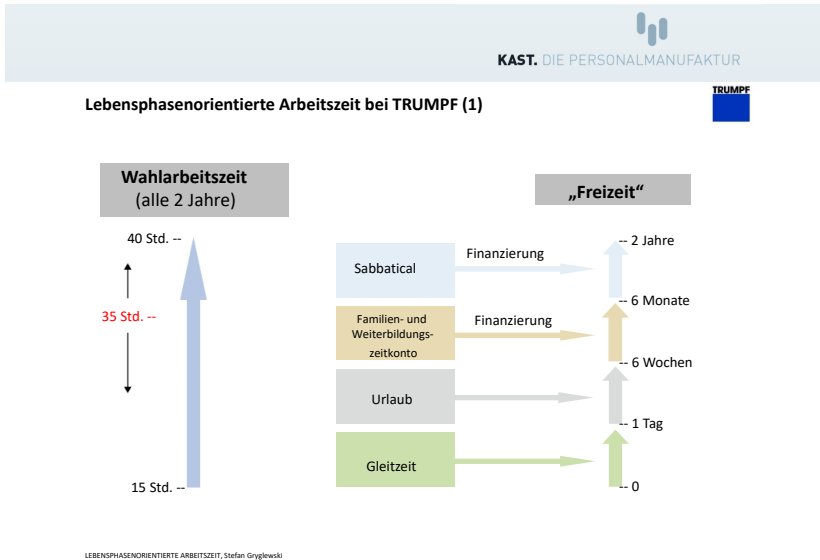 KAST. DIE PERSONALMANUFAKTUR
Lebensphasenorientierte Arbeitszeit bei TRUMPF (1)
TRUMPF
Wahlarbeitszeit
(alle 2 Jahre)
40 Std. --
35 Std. --
15 Std. --
„Freizeit“
Sabbatical
Finanzierung
-- 2 Jahre
-- 6 Monate
Familien- und
Weiterbildungs-
zeitkonto
Finanzierung
-- 6 Wochen
Urlaub
-- 1 Tag
Gleitzeit
-- 0
LEBENSPHASENORIENTIERTE ARBEITSZEIT, Stefan Gryglewski